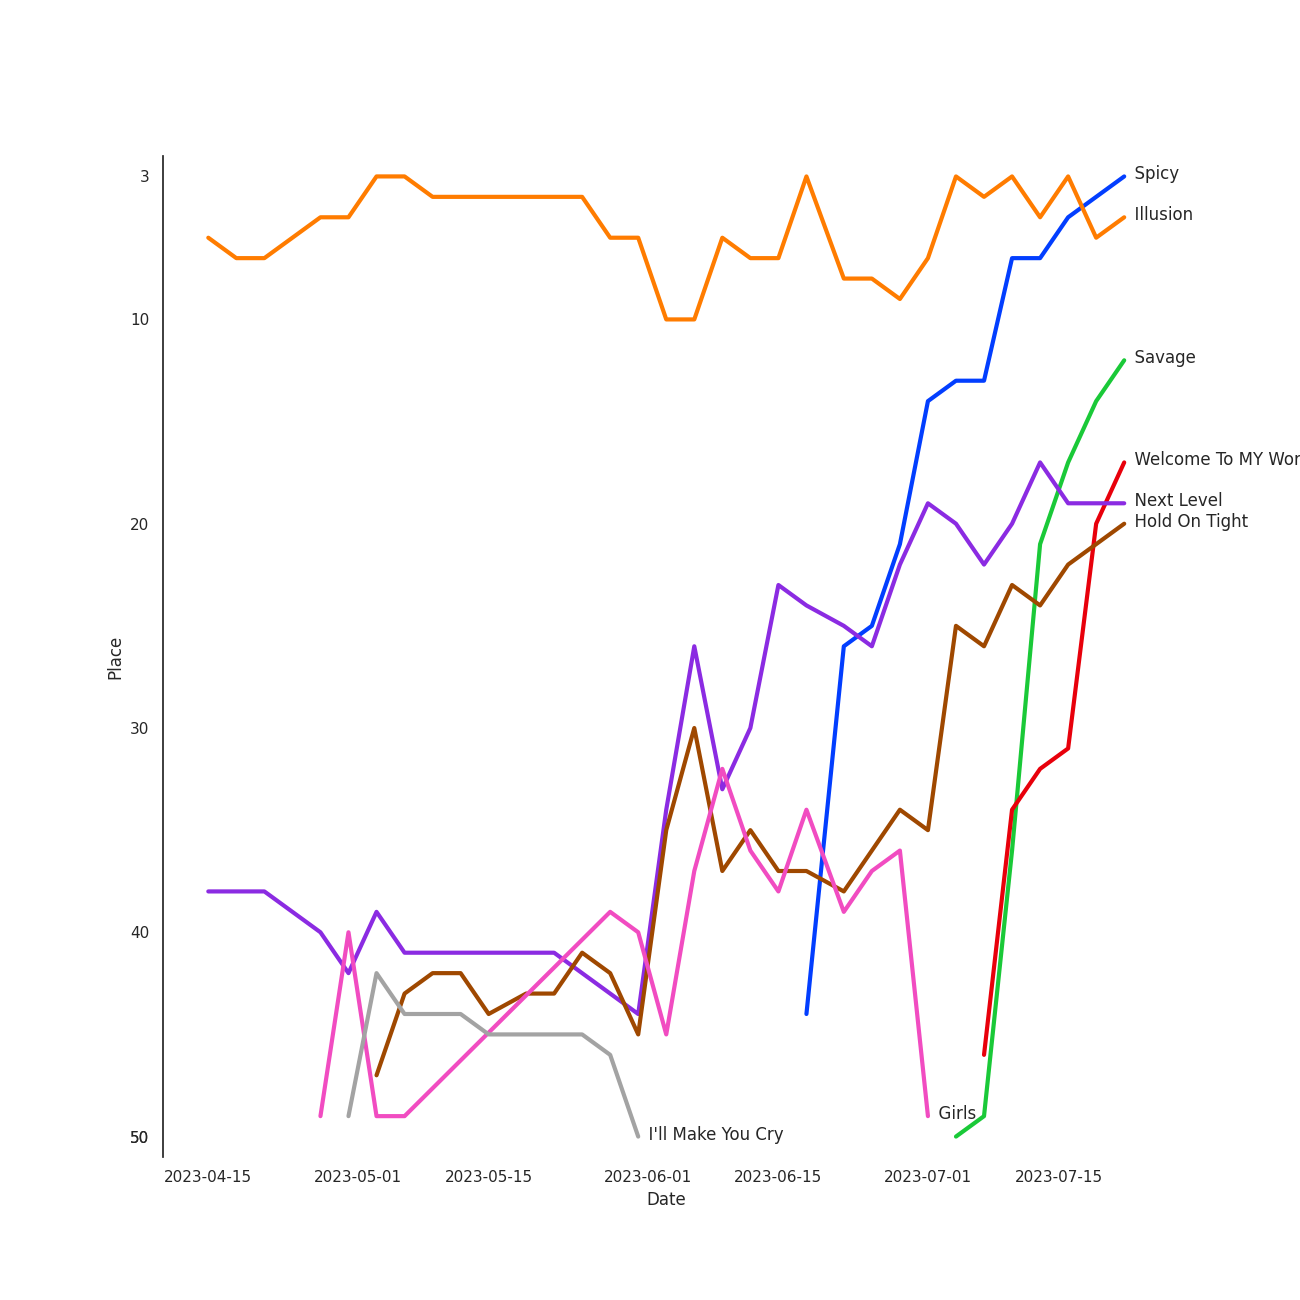 3
10
20
30
40
50
Place
Spicy
Illusion
Savage
Welcome To MY Wor
Next Level
Hold On Tight
Girls
I'll Make You Cry
2023-04-15
2023-05-01
2023-05-15
2023-06-01
2023-06-15
2023-07-01
2023-07-15
Date